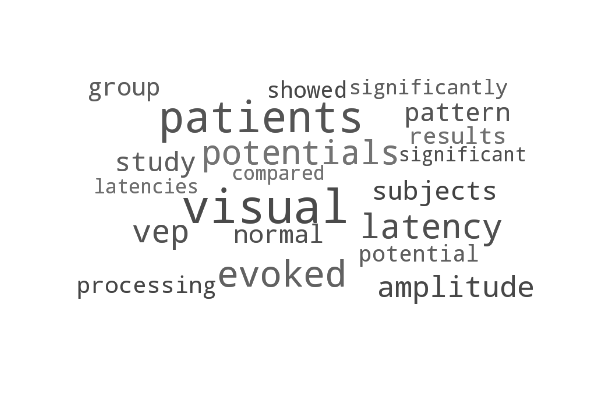 group showed significantly
patients pattern
results
study potentials significant
compared
latencies
visual subjects
vep normal latency
potential
processing evoked amplitude